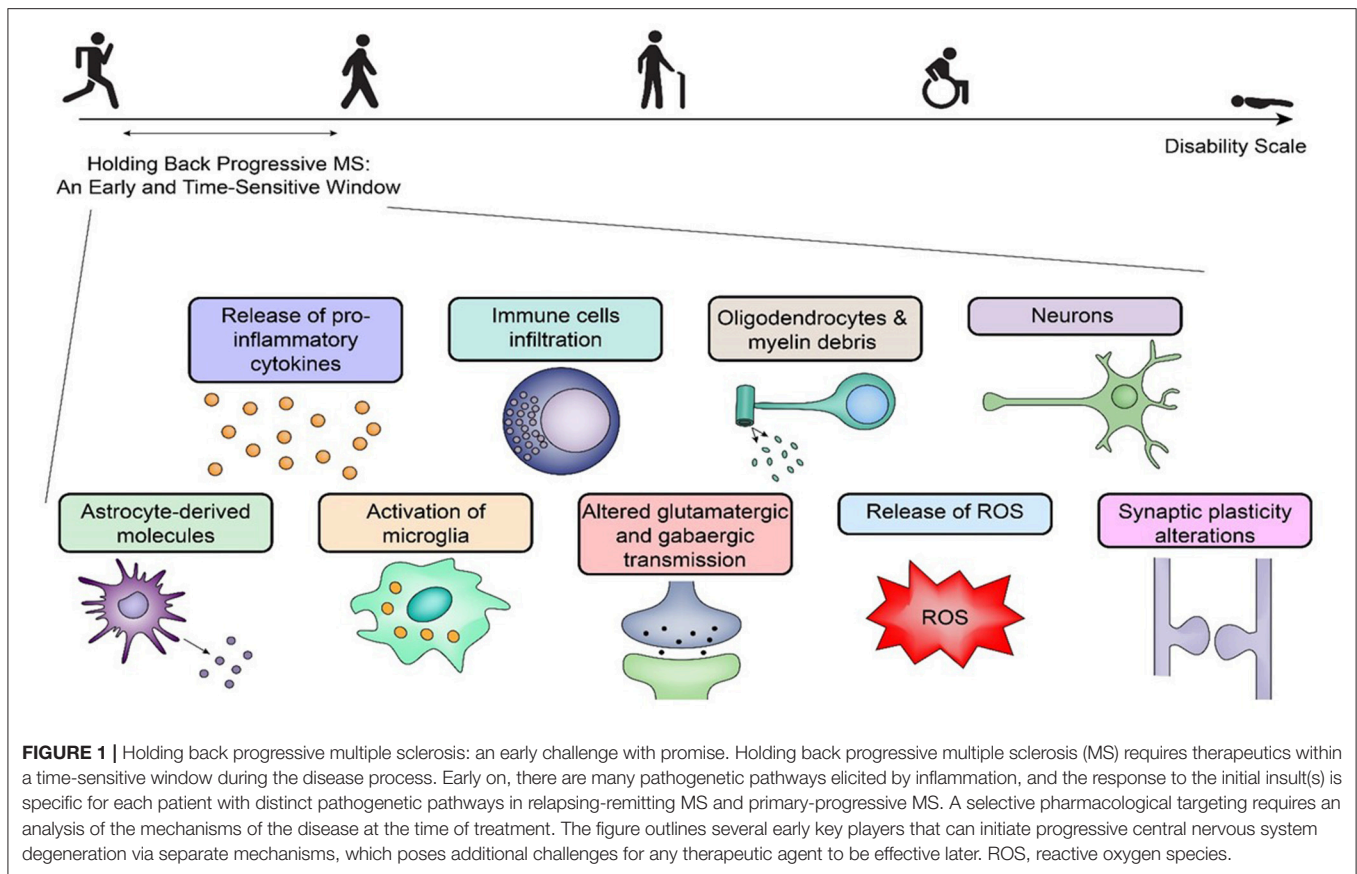 Disability Scale
Holding Back Progressive MS:
An Early and Time-Sensitive Window
Release of pro-
inflammatory
cytokines
Immune cells
infiltration
Oligodendrocytes &
myelin debris
Neurons
Astrocyte-derived
molecules
Activation of
microglia
Altered glutamatergic
and gabaergic
transmission
Release of ROS
Synaptic plasticity
alterations
ROS
FIGURE 1 | Holding back progressive multiple sclerosis: an early challenge with promise. Holding back progressive multiple sclerosis (MS) requires therapeutics within
a time-sensitive window during the disease process. Early on, there are many pathogenetic pathways elicited by inflammation, and the response to the initial insult(s) is
specific for each patient with distinct pathogenetic pathways in relapsing-remitting MS and primary-progressive MS. A selective pharmacological targeting requires an
analysis of the mechanisms of the disease at the time of treatment. The figure outlines several early key players that can initiate progressive central nervous system
degeneration via separate mechanisms, which poses additional challenges for any therapeutic agent to be effective later. ROS, reactive oxygen species.